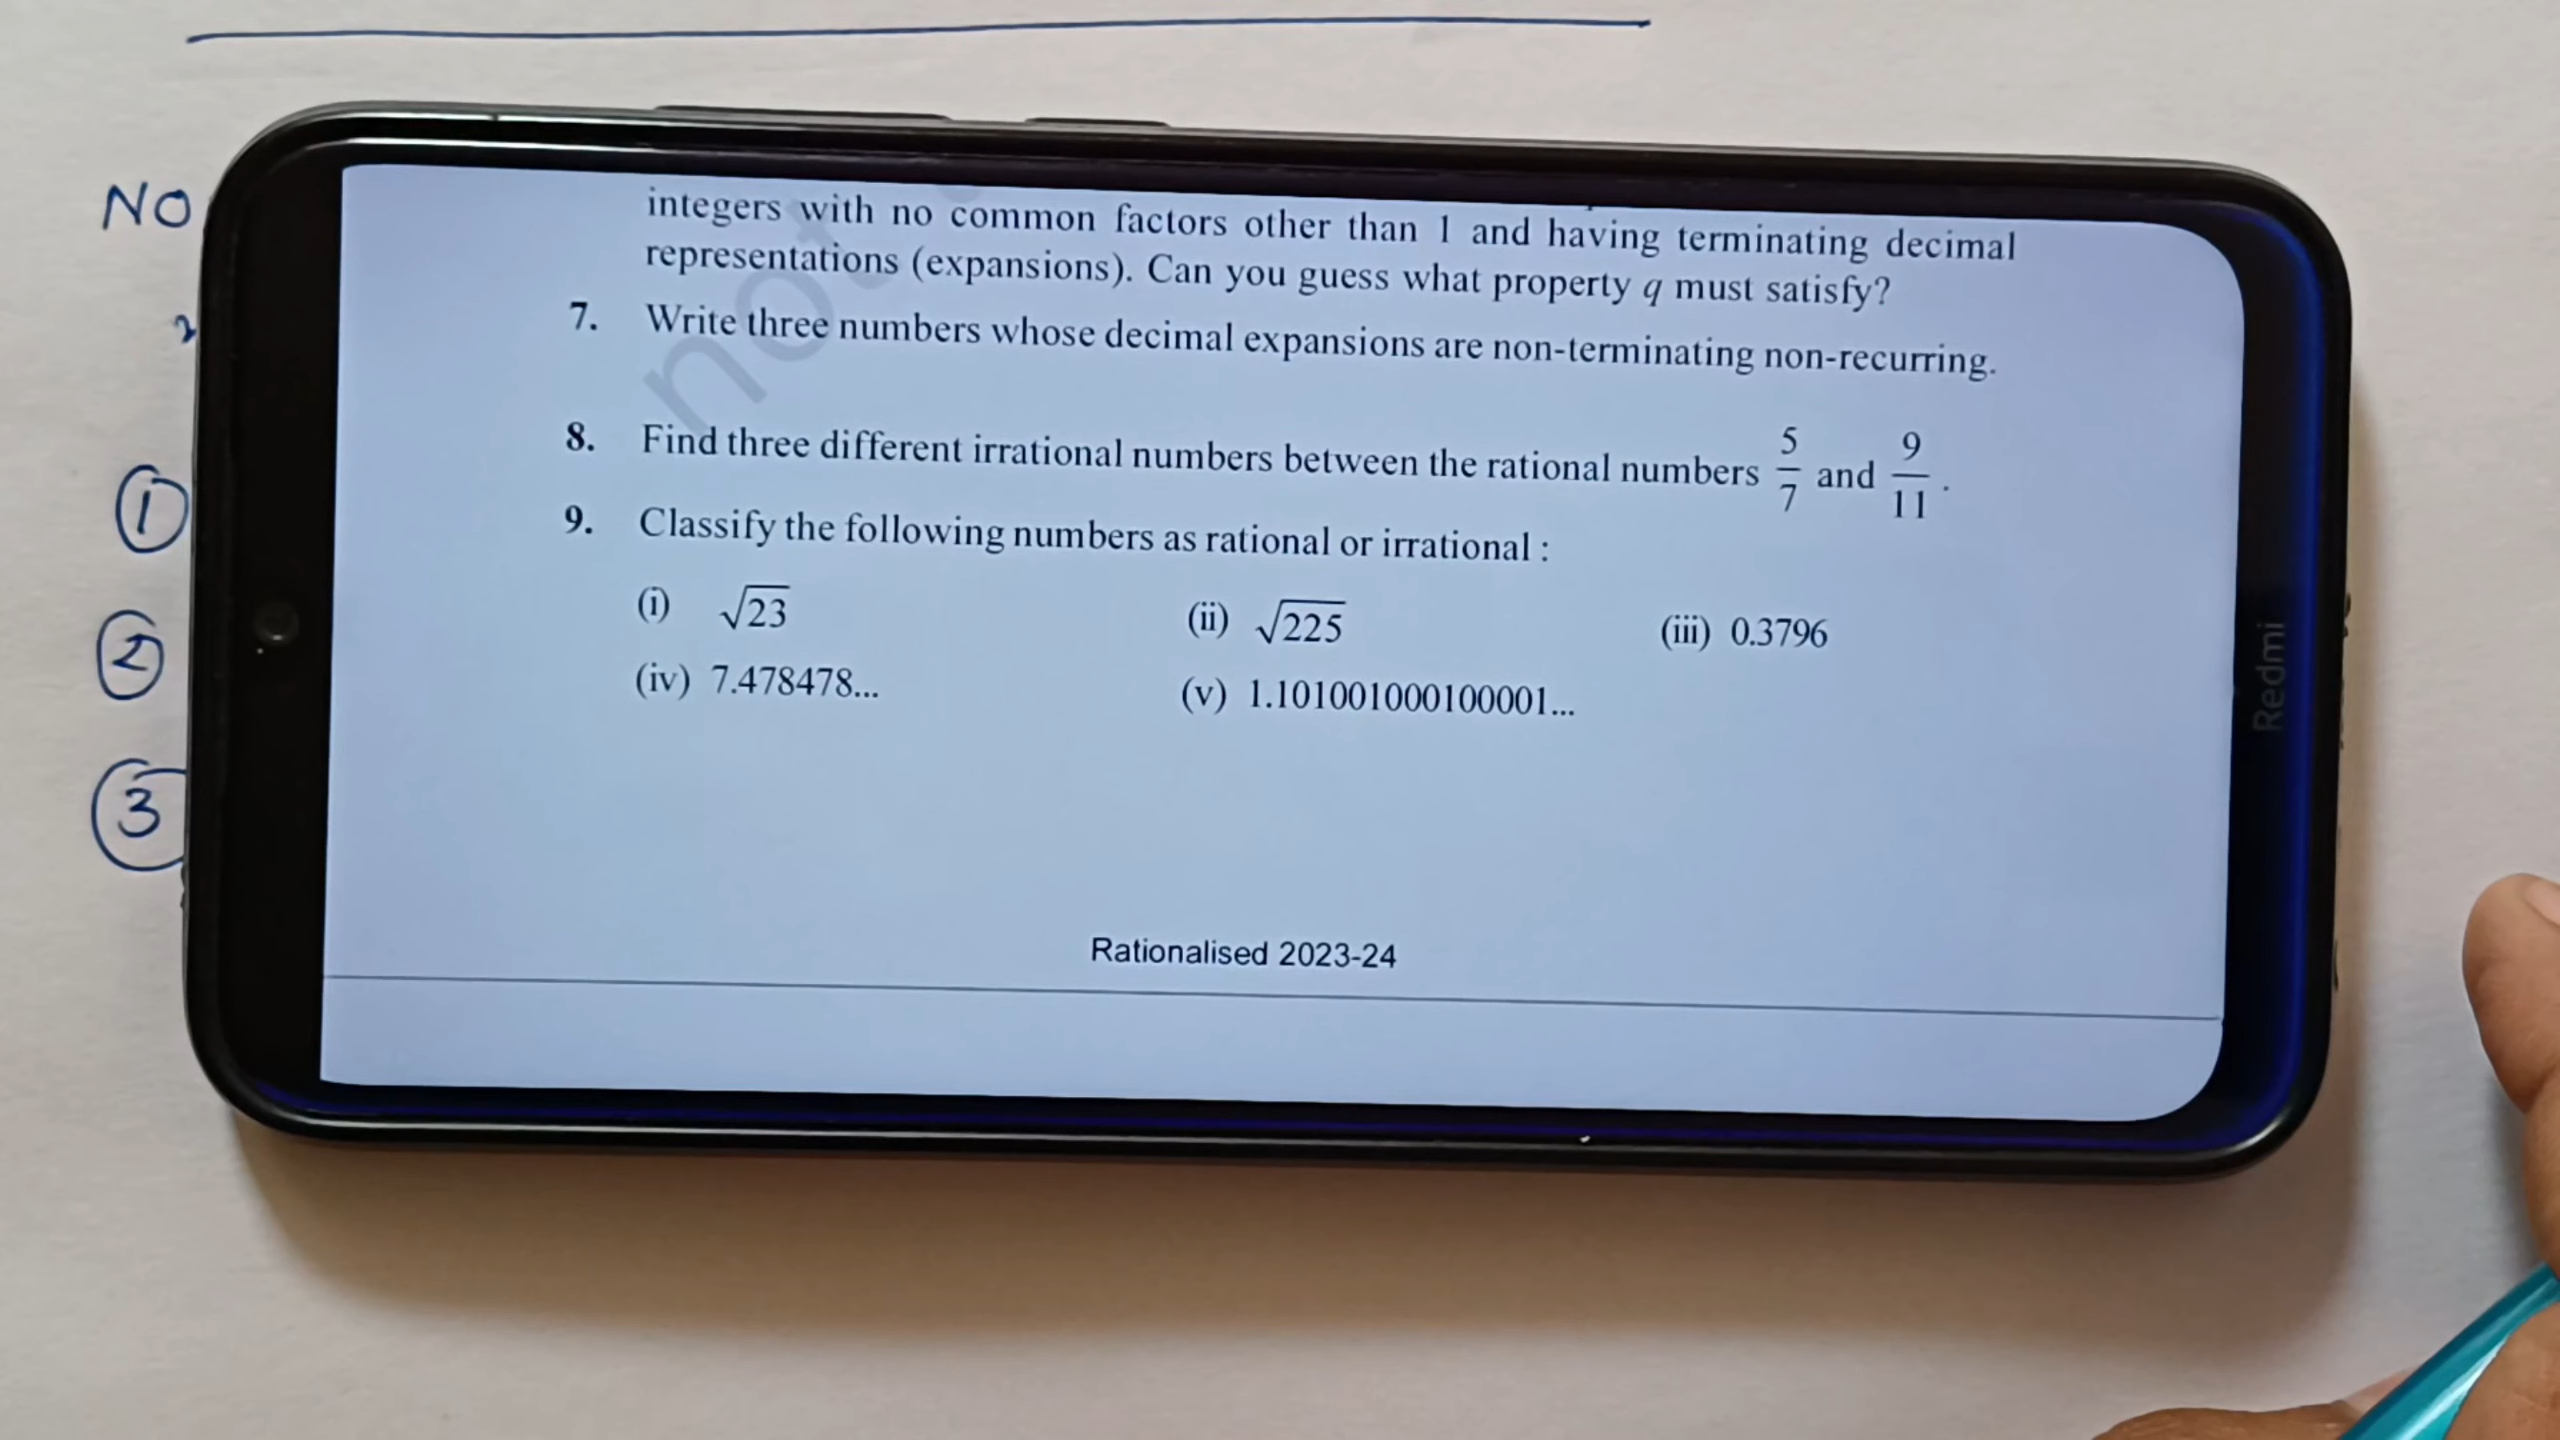 integers with no common factors other than 1 and having terminating decimal
representations (expansions). Can you guess what property q must satisfy?
7. Write three numbers whose decimal expansions are non-terminating non-recurring.
8. Find three different irrational numbers between the rational numbers 5/7 and 9/11.
9. Classify the following numbers as rational or irrational :
(i) √23 (ii) √225 (iii) 0.3796
(iv) 7.478478... (v) 1.101001000100001...
Rationalised 2023-24
not
NO
①
②
③
Redmi